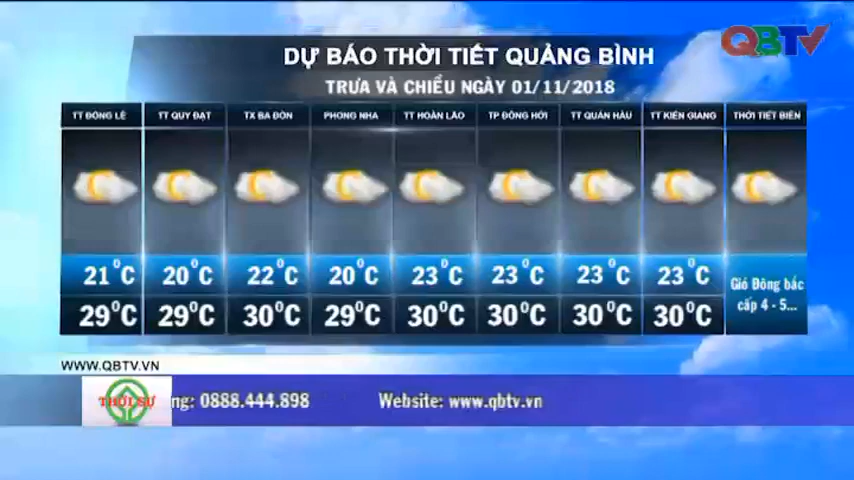 QBTV
DỰ BÁO THỜI TIẾT QUẢNG BÌNH
TRƯA VÀ CHIỀU NGÀY 01/11/2018
TT ĐỒNG LÊ TT QUY ĐẠT TX BA ĐỒN PHONG NHA TT HOÀN LÃO TP ĐỒNG HỚI TT QUÁN HÀU TT KIẾN GIANG THỜI TIẾT BIỂN
21°C 20°C 22°C 20°C 23°C 23°C 23°C 23°C
29°C 29°C 30°C 29°C 30°C 30°C 30°C 30°C
Gió Đông bắc
cấp 4 - 5...
WWW.QBTV.VN
THỜI SỰ ng: 0888.444.898 Website: www.qbtv.vn